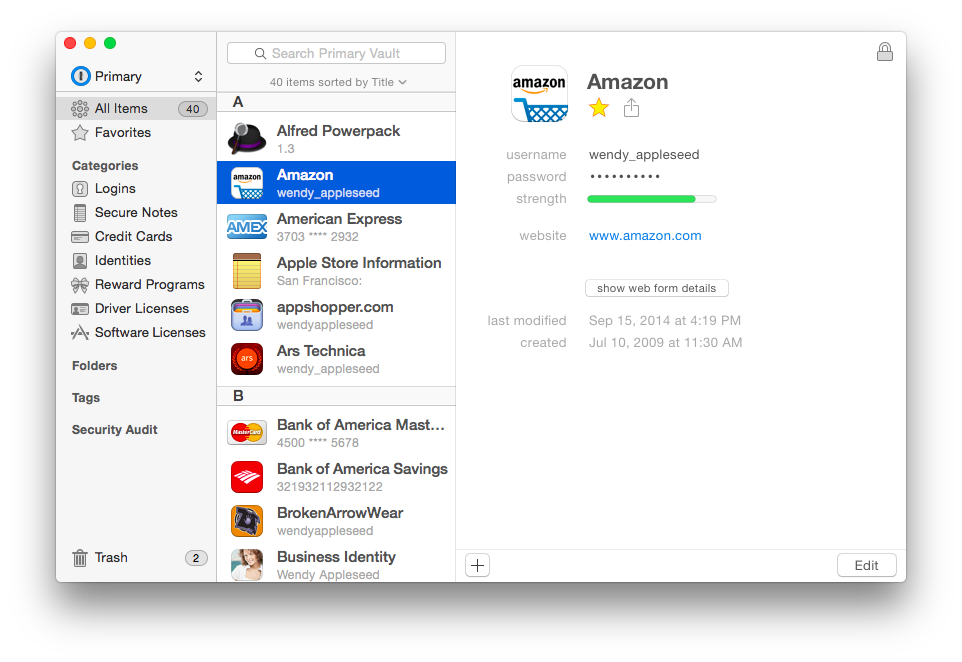 Primary
All Items 40
Favorites
Categories
Logins
Secure Notes
Credit Cards
Identities
Reward Programs
Driver Licenses
Software Licenses
Folders
Tags
Security Audit
Trash 2
Search Primary Vault
40 items sorted by Title
A
Alfred Powerpack
1.3
amazon
Amazon
wendy_appleseed
AMEX
American Express
3703 **** 2932
Apple Store Information
San Francisco:
appshopper.com
wendyappleseed
ars
Ars Technica
wendy_appleseed
B
MasterCard
Bank of America Mast…
4500 **** 5678
Bank of America Savings
321932112932122
BrokenArrowWear
wendyappleseed
Business Identity
Wendy Appleseed
amazon
Amazon
username wendy_appleseed
password ••••••••••
strength
website www.amazon.com
show web form details
last modified Sep 15, 2014 at 4:19 PM
created Jul 10, 2009 at 11:30 AM
Edit